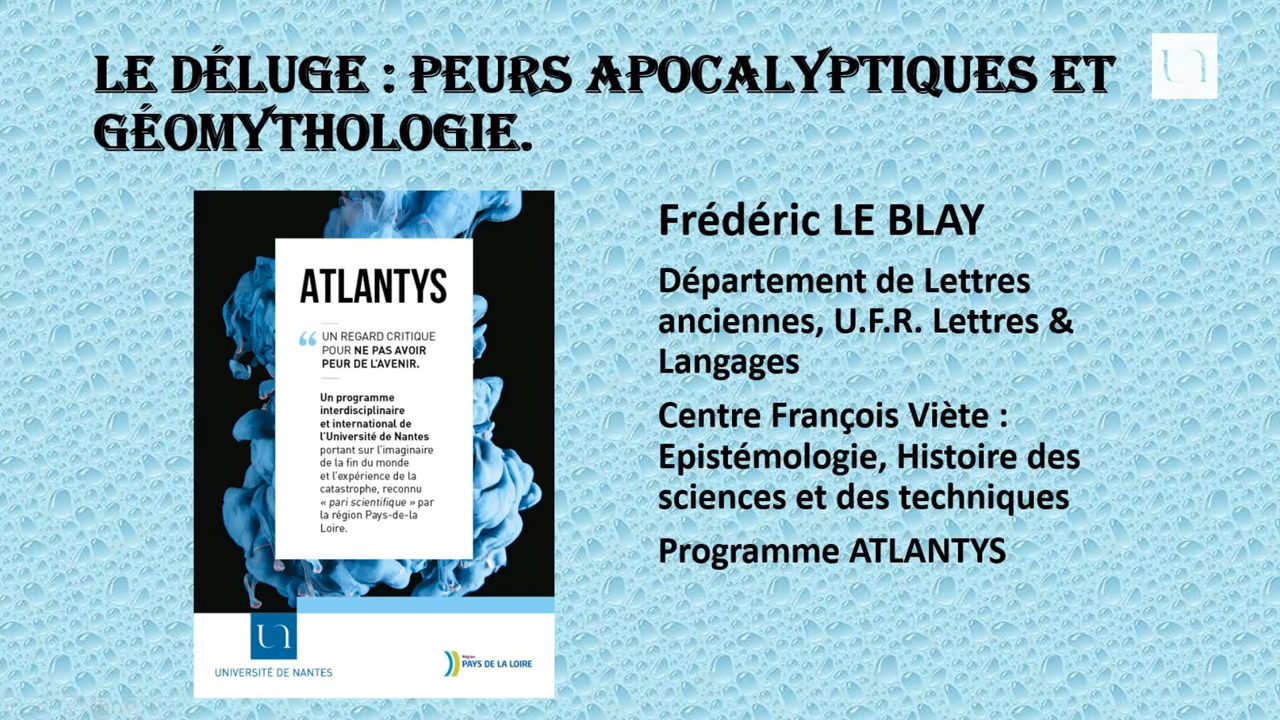 LE DÉLUGE : PEURS APOCALYPTIQUES ET
GÉOMYTHOLOGIE.
ATLANTYS
“ UN REGARD CRITIQUE
POUR NE PAS AVOIR
PEUR DE L'AVENIR.
Un programme
interdisciplinaire
et international de
l'Université de Nantes
portant sur l'imaginaire
de la fin du monde
et l'expérience de la
catastrophe, reconnu
« pari scientifique » par
la région Pays-de-la
Loire.
UNIVERSITÉ DE NANTES
Région
PAYS DE LA LOIRE
Frédéric LE BLAY
Département de Lettres
anciennes, U.F.R. Lettres &
Langages
Centre François Viète :
Epistémologie, Histoire des
sciences et des techniques
Programme ATLANTYS